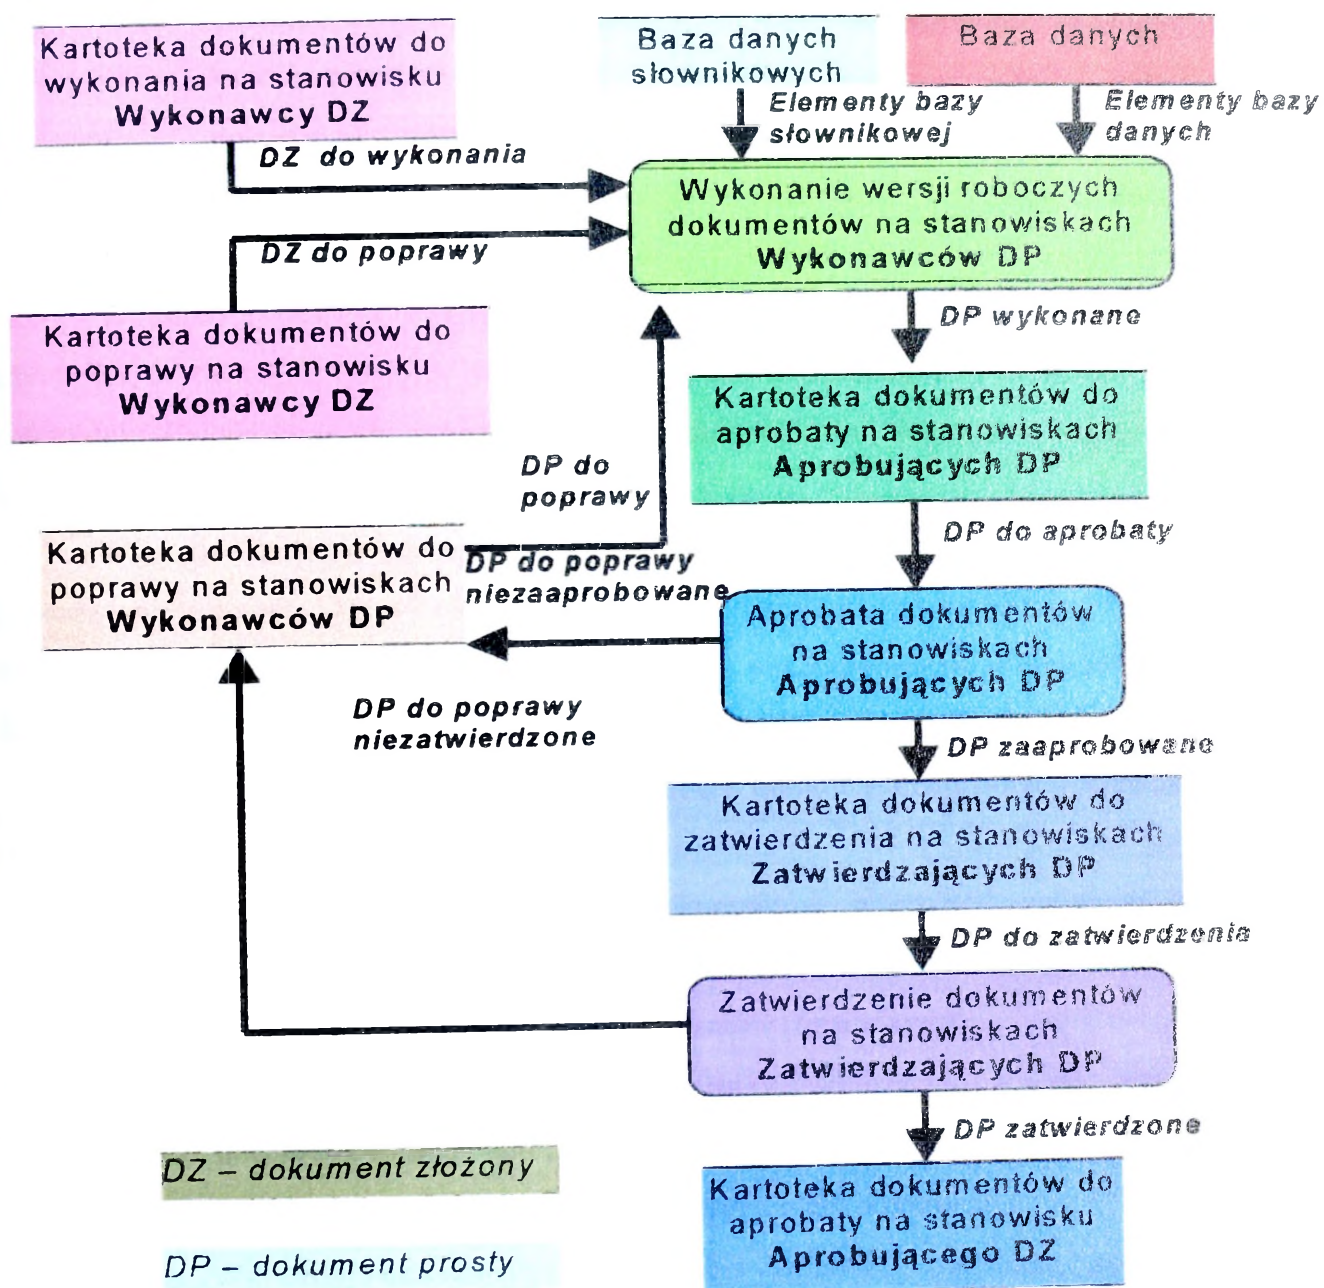 Kartoteka dokumentów do
wykonania na stanowisku
Wykonawcy DZ
Baza danych
słownikowych
Baza danych
Elementy bazy
słownikowej
Elementy bazy
danych
DZ do wykonania
Wykonanie wersji roboczych
dokumentów na stanowiskach
Wykonawców DP
DZ do poprawy
Kartoteka dokumentów do
poprawy na stanowisku
Wykonawcy DZ
DP wykonane
Kartoteka dokumentów do
aprobaty na stanowiskach
Aprobujących DP
DP do
poprawy
DP do aprobaty
Kartoteka dokumentów do
poprawy na stanowiskach
Wykonawców DP
DP do poprawy
niezaaprobowane
Aprobata dokumentów
na stanowiskach
Aprobujących DP
DP do poprawy
niezatwierdzone
DP zaaprobowane
Kartoteka dokumentów do
zatwierdzenia na stanowiskach
Zatwierdzających DP
DP do zatwierdzenia
Zatwierdzenie dokumentów
na stanowiskach
Zatwierdzających DP
DP zatwierdzone
DZ – dokument złożony
Kartoteka dokumentów do
aprobaty na stanowisku
Aprobującego DZ
DP – dokument prosty